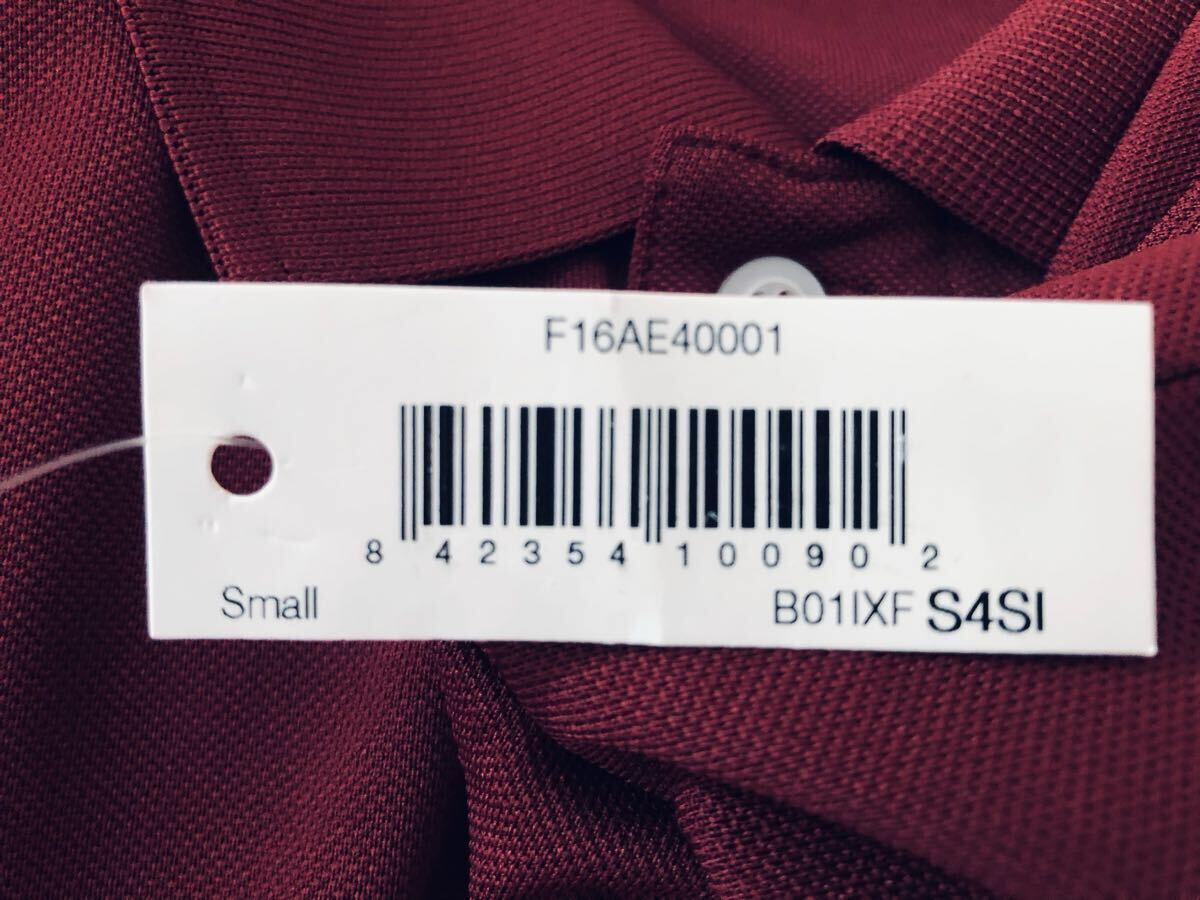 F16AE40001
8 42354 10090 2
Small B01IXF S4SI